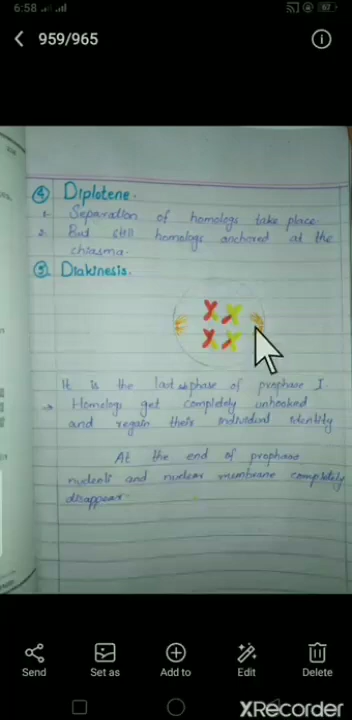 6:58
67
959/965
④ Diplotene.
1. Separation of homologs take place.
2. But still homologs anchored at the
chiasma.
⑤ Diakinesis.
It is the last phase of prophase I.
→ Homologs get completely unhooked
and regain their individual identity
At the end of prophase
nucleoli and nuclear membrane completely
disappear.
Send Set as Add to Edit Delete
XRecorder